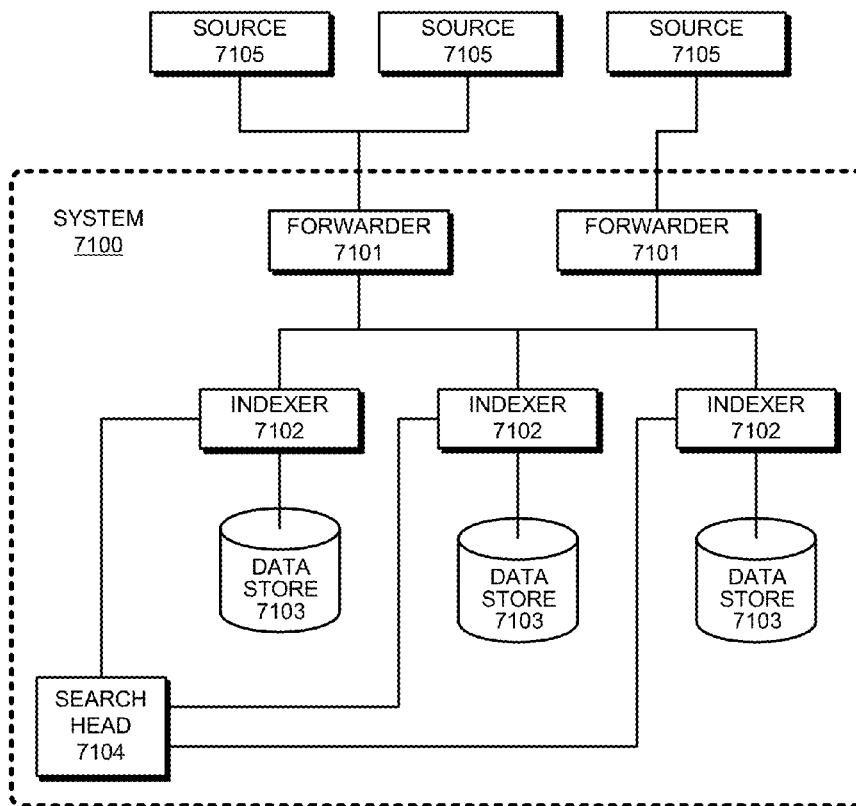 SOURCE
7105
SOURCE
7105
SOURCE
7105
SYSTEM
7100
FORWARDER
7101
FORWARDER
7101
INDEXER
7102
INDEXER
7102
INDEXER
7102
DATA
STORE
7103
DATA
STORE
7103
DATA
STORE
7103
SEARCH
HEAD
7104